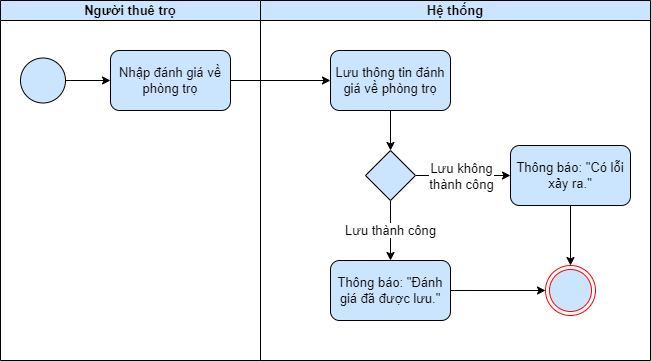 Người thuê trọ
Hệ thống
Nhập đánh giá về
phòng trọ
Lưu thông tin đánh
giá về phòng trọ
Lưu không
thành công
Thông báo: "Có lỗi
xảy ra."
Lưu thành công
Thông báo: "Đánh
giá đã được lưu."